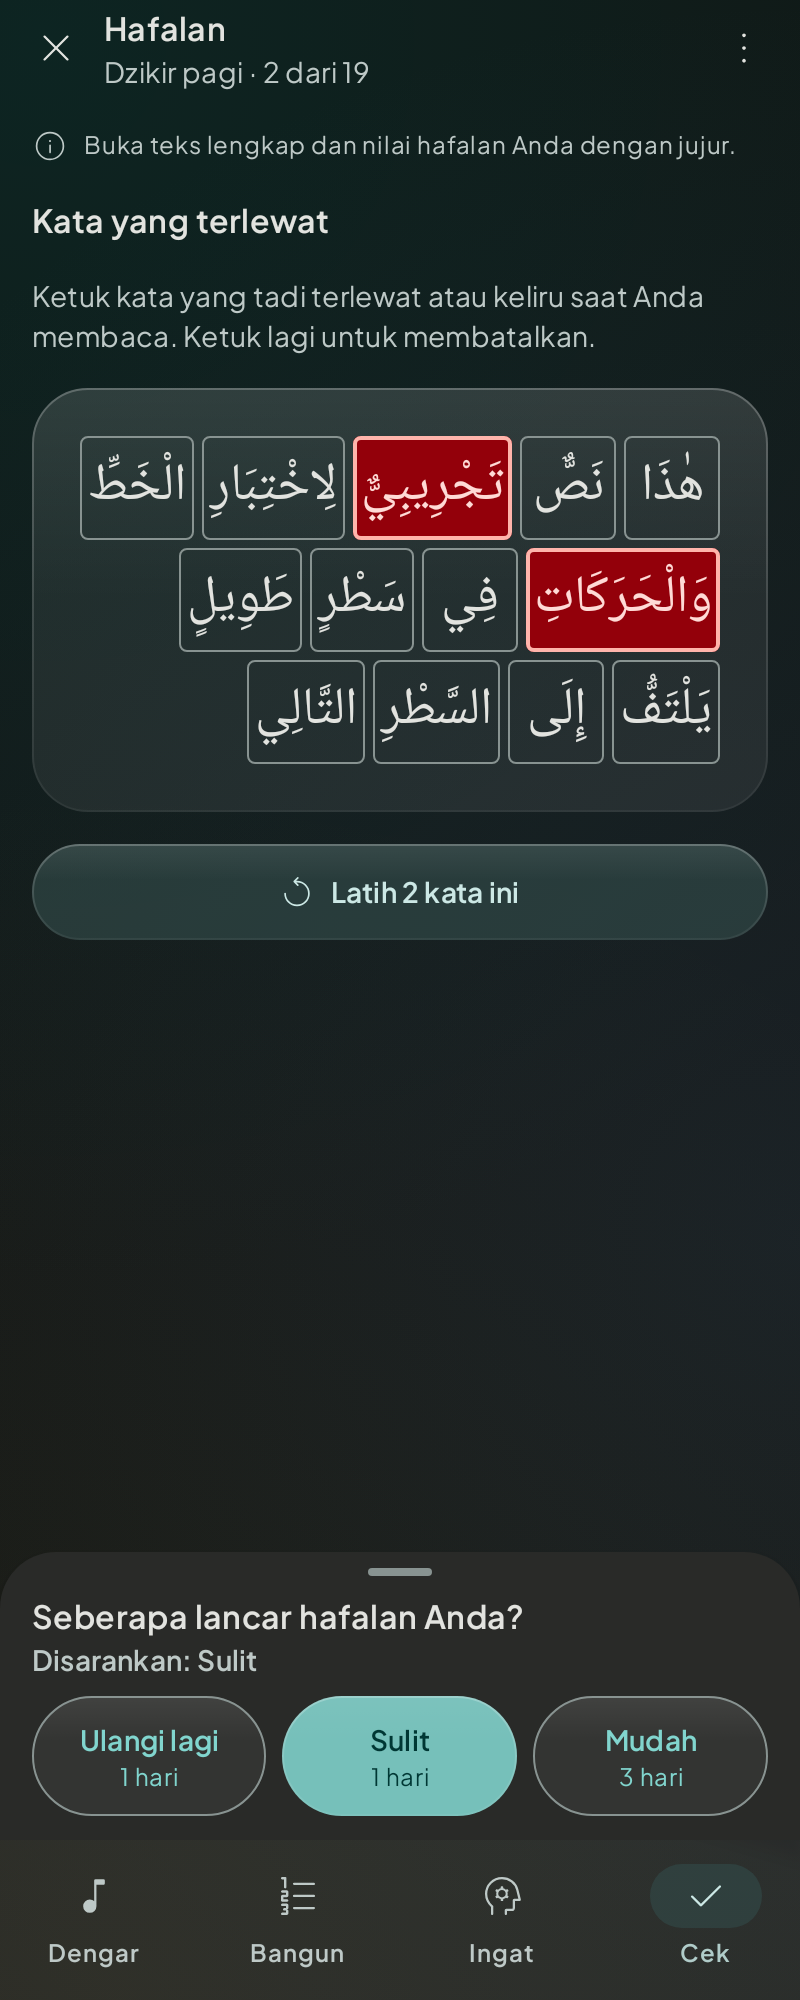 Hafalan
Dzikir pagi · 2 dari 19
Buka teks lengkap dan nilai hafalan Anda dengan jujur.
Kata yang terlewat
Ketuk kata yang tadi terlewat atau keliru saat Anda
membaca. Ketuk lagi untuk membatalkan.
هٰذَا نَصٌّ تَجْرِيبِيٌّ لِاخْتِبَارِ الْخَطِّ
وَالْحَرَكَاتِ فِي سَطْرٍ طَوِيلٍ
يَلْتَفُّ إِلَى السَّطْرِ التَّالِي
Latih 2 kata ini
Seberapa lancar hafalan Anda?
Disarankan: Sulit
Ulangi lagi
1 hari
Sulit
1 hari
Mudah
3 hari
Dengar
Bangun
Ingat
Cek